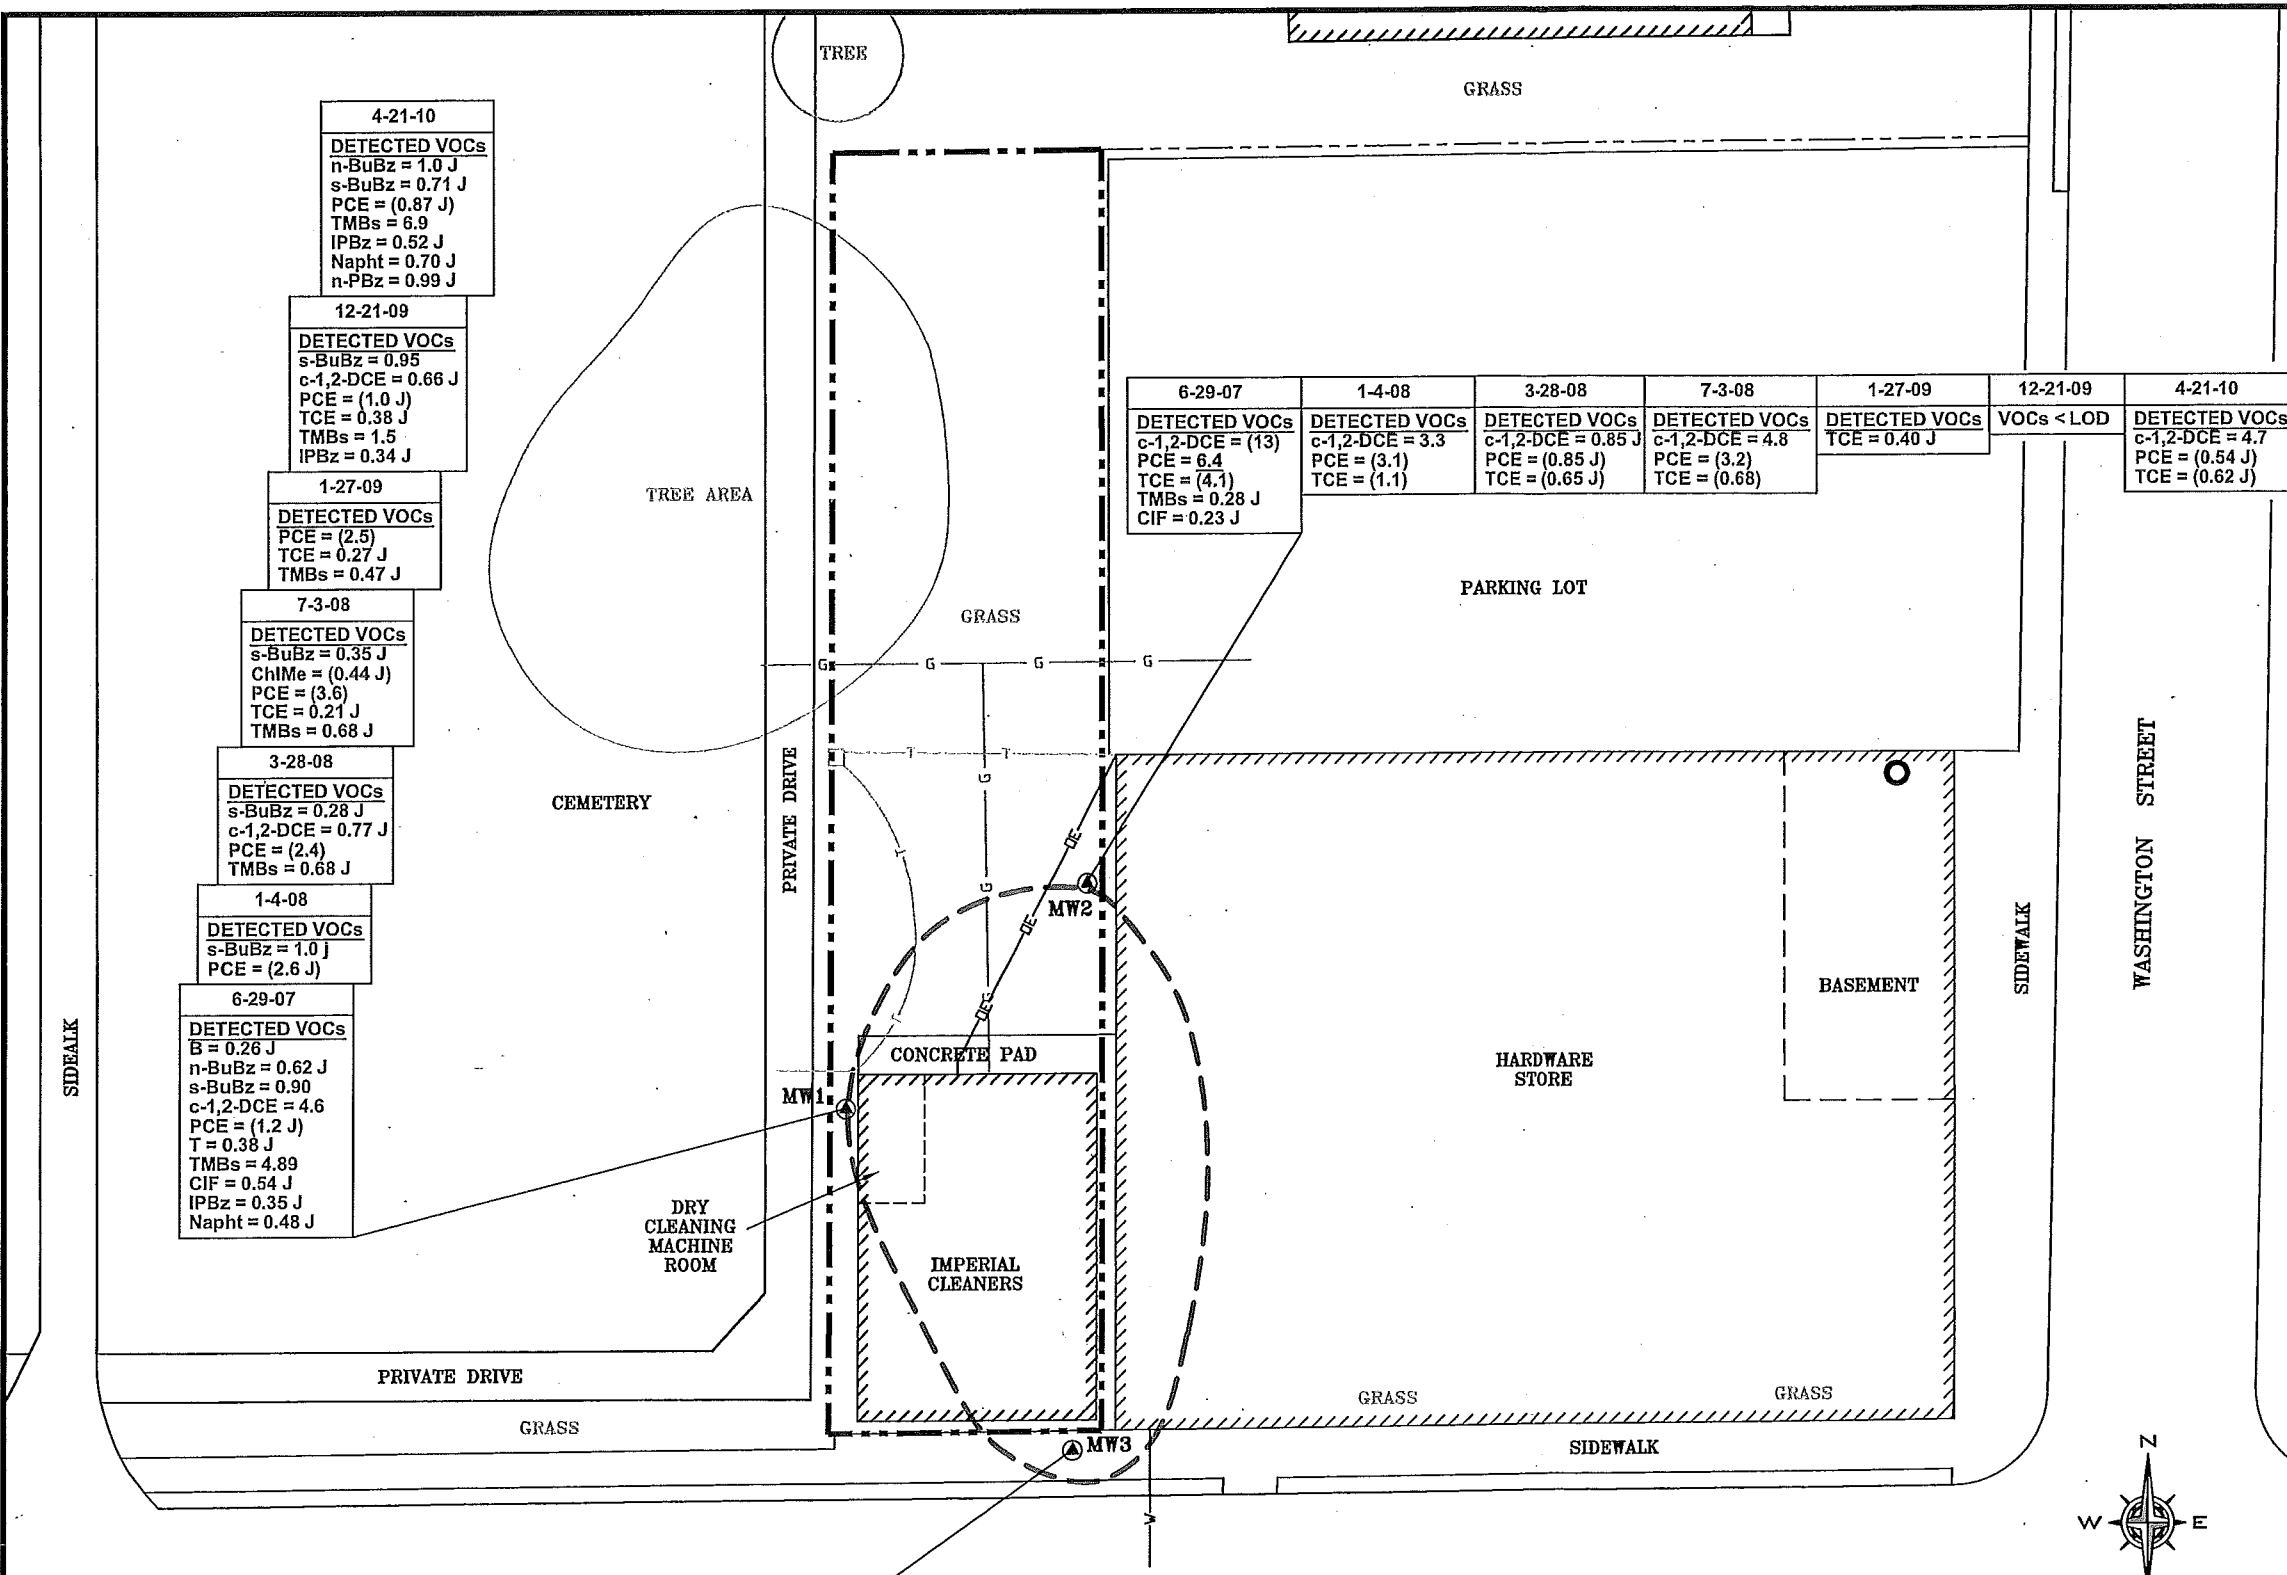 TREE
GRASS
4-21-10
DETECTED VOCs
n-BuBz = 1.0 J
s-BuBz = 0.71 J
PCE = (0.87 J)
TMBs = 6.9
IPBz = 0.52 J
Napht = 0.70 J
n-PBz = 0.99 J
12-21-09
DETECTED VOCs
s-BuBz = 0.95
c-1,2-DCE = 0.66 J
PCE = (1.0 J)
TCE = 0.38 J
TMBs = 1.5
IPBz = 0.34 J
1-27-09
DETECTED VOCs
PCE = (2.5)
TCE = 0.27 J
TMBs = 0.47 J
7-3-08
DETECTED VOCs
s-BuBz = 0.35 J
ChlMe = (0.44 J)
PCE = (3.6)
TCE = 0.21 J
TMBs = 0.68 J
3-28-08
DETECTED VOCs
s-BuBz = 0.28 J
c-1,2-DCE = 0.77 J
PCE = (2.4)
TMBs = 0.68 J
1-4-08
DETECTED VOCs
s-BuBz = 1.0 j
PCE = (2.6 J)
6-29-07
DETECTED VOCs
B = 0.26 J
n-BuBz = 0.62 J
s-BuBz = 0.90
c-1,2-DCE = 4.6
PCE = (1.2 J)
T = 0.38 J
TMBs = 4.89
ClF = 0.54 J
IPBz = 0.35 J
Napht = 0.48 J
6-29-07
DETECTED VOCs
c-1,2-DCE = (13)
PCE = 6.4
TCE = (4.1)
TMBs = 0.28 J
ClF = 0.23 J
1-4-08
DETECTED VOCs
c-1,2-DCE = 3.3
PCE = (3.1)
TCE = (1.1)
3-28-08
DETECTED VOCs
c-1,2-DCE = 0.85 J
PCE = (0.85 J)
TCE = (0.65 J)
7-3-08
DETECTED VOCs
c-1,2-DCE = 4.8
PCE = (3.2)
TCE = (0.68)
1-27-09
DETECTED VOCs
TCE = 0.40 J
12-21-09
VOCs < LOD
4-21-10
DETECTED VOCs
c-1,2-DCE = 4.7
PCE = (0.54 J)
TCE = (0.62 J)
TREE AREA
PARKING LOT
GRASS
G G G G
T T
G
OE
CEMETERY
PRIVATE DRIVE
T
G
MW2
OE
WASHINGTON STREET
SIDEWALK
BASEMENT
OE
G
T
SIDEALK
CONCRETE PAD
HARDWARE
STORE
MW1
DRY
CLEANING
MACHINE
ROOM
IMPERIAL
CLEANERS
PRIVATE DRIVE
GRASS
GRASS
GRASS
MW3
SIDEWALK
W
N
W
E